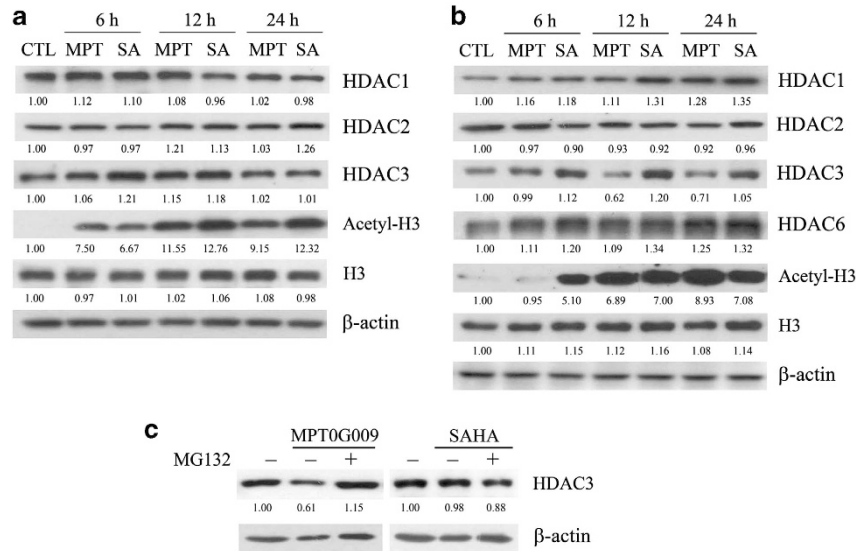 a
6 h 12 h 24 h
CTL MPT SA MPT SA MPT SA
HDAC1
1.00 1.12 1.10 1.08 0.96 1.02 0.98
HDAC2
1.00 0.97 0.97 1.21 1.13 1.03 1.26
HDAC3
1.00 1.06 1.21 1.15 1.18 1.02 1.01
Acetyl-H3
1.00 7.50 6.67 11.55 12.76 9.15 12.32
H3
1.00 0.97 1.01 1.02 1.06 1.08 0.98
β-actin
b
6 h 12 h 24 h
CTL MPT SA MPT SA MPT SA
HDAC1
1.00 1.16 1.18 1.11 1.31 1.28 1.35
HDAC2
1.00 0.97 0.90 0.93 0.92 0.92 0.96
HDAC3
1.00 0.99 1.12 0.62 1.20 0.71 1.05
HDAC6
1.00 1.11 1.20 1.09 1.34 1.25 1.32
Acetyl-H3
1.00 0.95 5.10 6.89 7.00 8.93 7.08
H3
1.00 1.11 1.15 1.12 1.16 1.08 1.14
β-actin
c
MPT0G009 SAHA
MG132 − − + − − +
HDAC3
1.00 0.61 1.15 1.00 0.98 0.88
β-actin